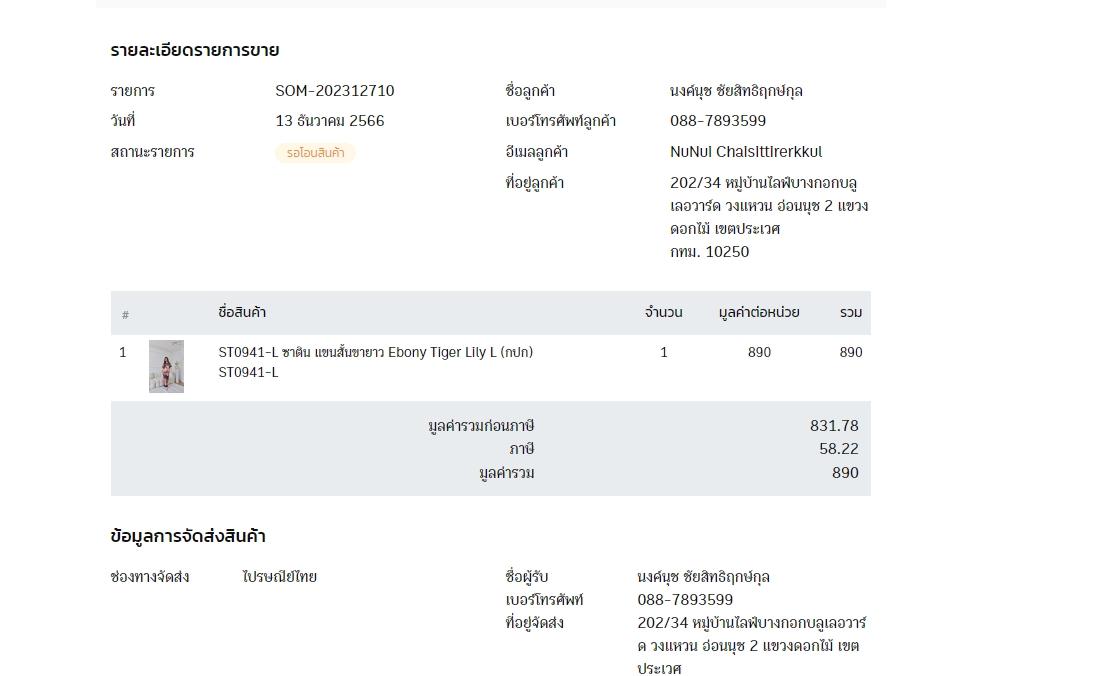 รายละเอียดรายการขาย
รายการ SOM-202312710
วันที่ 13 ธันวาคม 2566
สถานะรายการ รอโอนสินค้า
ชื่อลูกค้า นงค์นุช ชัยสิทธิฤกษ์กุล
เบอร์โทรศัพท์ลูกค้า 088-7893599
อีเมลลูกค้า NuNui Chaisittirerkkul
ที่อยู่ลูกค้า 202/34 หมู่บ้านไลฟ์บางกอกบลู
เลอวาร์ด วงแหวน อ่อนนุช 2 แขวง
ดอกไม้ เขตประเวศ
กทม. 10250
# ชื่อสินค้า จำนวน มูลค่าต่อหน่วย รวม
1 ST0941-L ซาติน แขนสั้นขายาว Ebony Tiger Lily L (กปก) 1 890 890
ST0941-L
มูลค่ารวมก่อนภาษี 831.78
ภาษี 58.22
มูลค่ารวม 890
ข้อมูลการจัดส่งสินค้า
ช่องทางจัดส่ง ไปรษณีย์ไทย
ชื่อผู้รับ นงค์นุช ชัยสิทธิฤกษ์กุล
เบอร์โทรศัพท์ 088-7893599
ที่อยู่จัดส่ง 202/34 หมู่บ้านไลฟ์บางกอกบลูเลอวาร์
ด วงแหวน อ่อนนุช 2 แขวงดอกไม้ เขต
ประเวศ